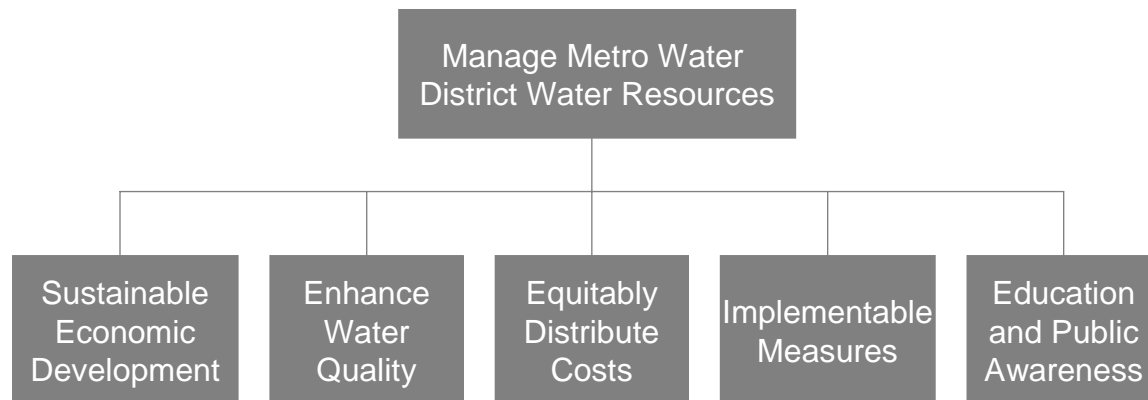 Manage Metro Water
District Water Resources
Sustainable
Economic
Development
Enhance
Water
Quality
Equitably
Distribute
Costs
Implementable
Measures
Education
and Public
Awareness